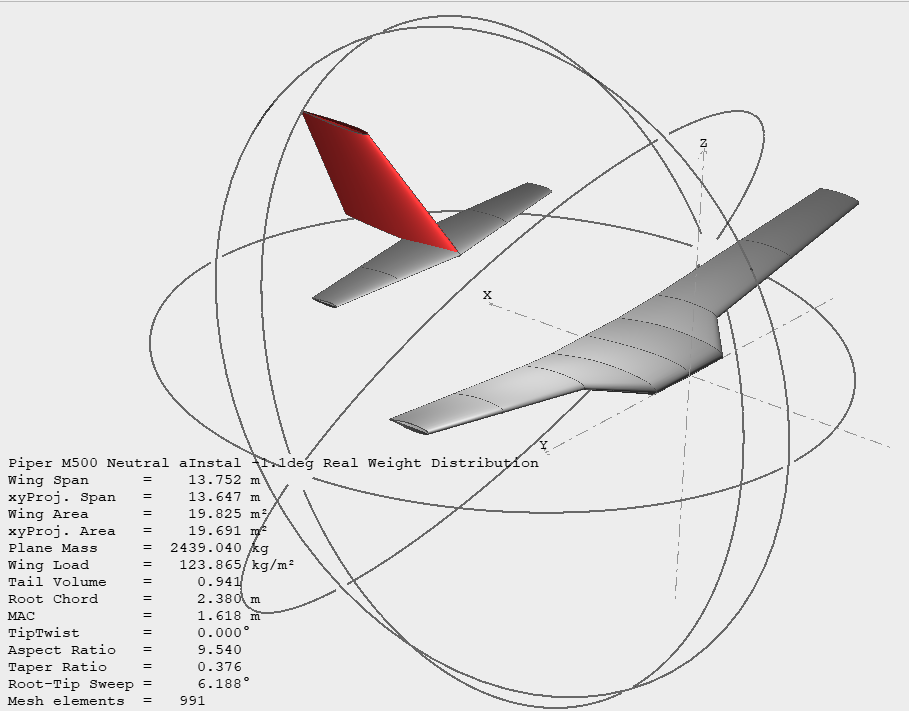 Z
X
Y
Piper M500 Neutral aInstal -1.1deg Real Weight Distribution
Wing Span = 13.752 m
xyProj. Span = 13.647 m
Wing Area = 19.825 m²
xyProj. Area = 19.691 m²
Plane Mass = 2439.040 kg
Wing Load = 123.865 kg/m²
Tail Volume = 0.941
Root Chord = 2.380 m
MAC = 1.618 m
TipTwist = 0.000°
Aspect Ratio = 9.540
Taper Ratio = 0.376
Root-Tip Sweep = 6.188°
Mesh elements = 991